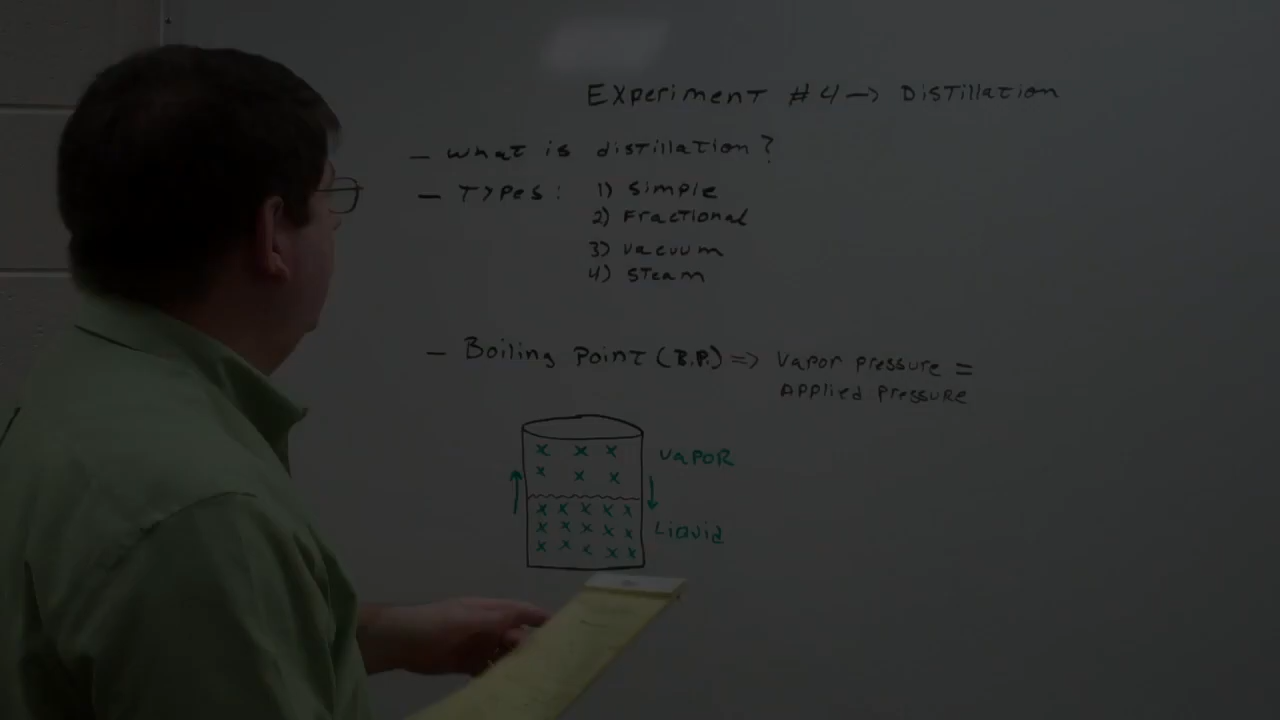 Experiment #4 → Distillation
– What is distillation?
– Types: 1) Simple
2) Fractional
3) Vacuum
4) Steam
– Boiling Point (B.P.) ⇒ Vapor pressure =
Applied pressure
Vapor
Liquid